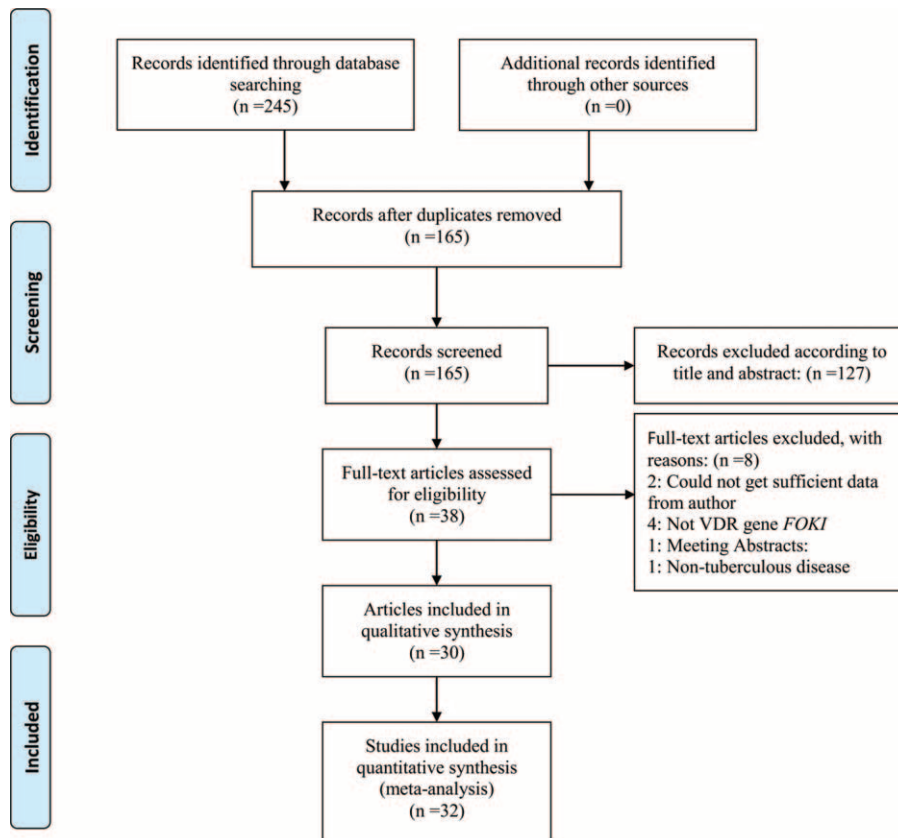 Identification
Records identified through database
searching
(n =245)
Additional records identified
through other sources
(n =0)
Records after duplicates removed
(n =165)
Screening
Records screened
(n =165)
Records excluded according to
title and abstract: (n =127)
Eligibility
Full-text articles assessed
for eligibility
(n =38)
Full-text articles excluded, with
reasons: (n =8)
2: Could not get sufficient data
from author
4: Not VDR gene FOKI
1: Meeting Abstracts:
1: Non-tuberculous disease
Articles included in
qualitative synthesis
(n =30)
Included
Studies included in
quantitative synthesis
(meta-analysis)
(n =32)